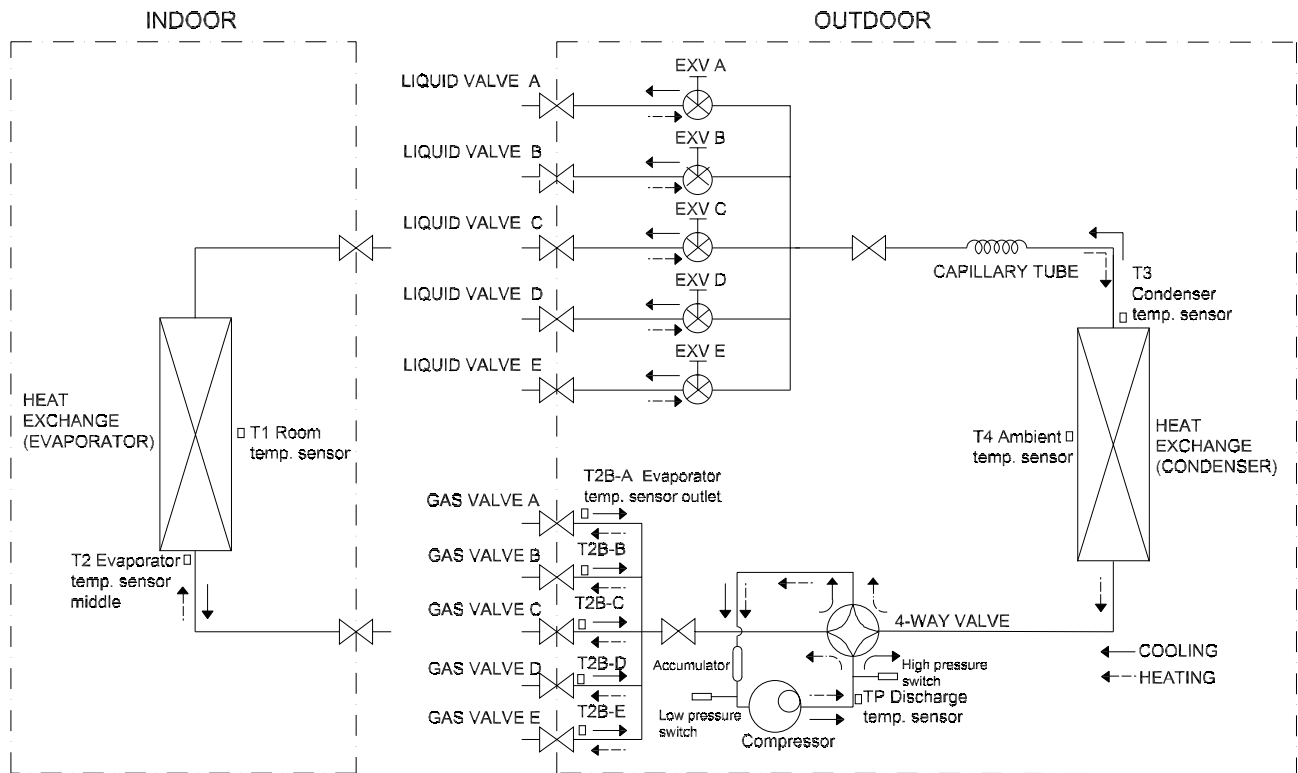 INDOOR
OUTDOOR
LIQUID VALVE A
EXV A
LIQUID VALVE B
EXV B
LIQUID VALVE C
EXV C
LIQUID VALVE D
EXV D
LIQUID VALVE E
EXV E
CAPILLARY TUBE
T3
Condenser
temp. sensor
HEAT
EXCHANGE
(EVAPORATOR)
T1 Room
temp. sensor
T4 Ambient
temp. sensor
HEAT
EXCHANGE
(CONDENSER)
T2 Evaporator
temp. sensor
middle
GAS VALVE A
T2B-A Evaporator
temp. sensor outlet
GAS VALVE B
T2B-B
GAS VALVE C
T2B-C
GAS VALVE D
T2B-D
GAS VALVE E
T2B-E
4-WAY VALVE
Accumulator
High pressure
switch
Low pressure
switch
TP Discharge
temp. sensor
Compressor
COOLING
HEATING